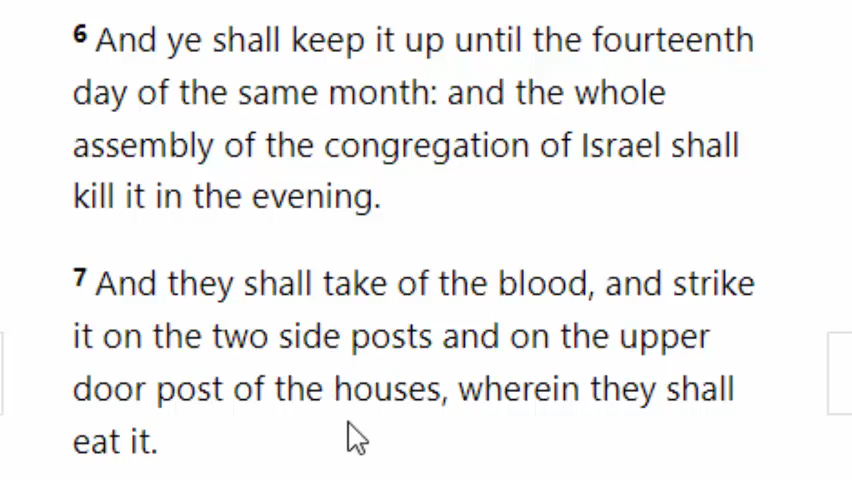 6 And ye shall keep it up until the fourteenth
day of the same month: and the whole
assembly of the congregation of Israel shall
kill it in the evening.
7 And they shall take of the blood, and strike
it on the two side posts and on the upper
door post of the houses, wherein they shall
eat it.